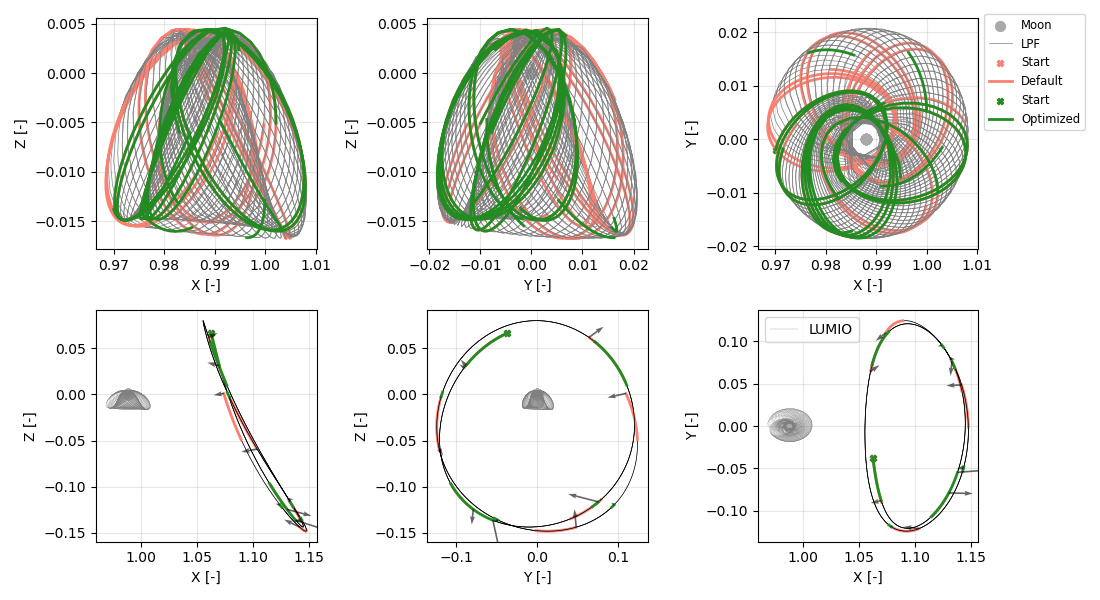 0.005
0.000
−0.005
−0.010
−0.015
Z [-]
0.97 0.98 0.99 1.00 1.01
X [-]
0.005
0.000
−0.005
−0.010
−0.015
Z [-]
−0.02 −0.01 0.00 0.01 0.02
Y [-]
0.02
0.01
0.00
−0.01
−0.02
Y [-]
0.97 0.98 0.99 1.00 1.01
X [-]
Moon
LPF
Start
Default
Start
Optimized
0.05
0.00
−0.05
−0.10
−0.15
Z [-]
1.00 1.05 1.10 1.15
X [-]
0.05
0.00
−0.05
−0.10
−0.15
Z [-]
−0.1 0.0 0.1
Y [-]
LUMIO
0.10
0.05
0.00
−0.05
−0.10
Y [-]
1.00 1.05 1.10 1.15
X [-]